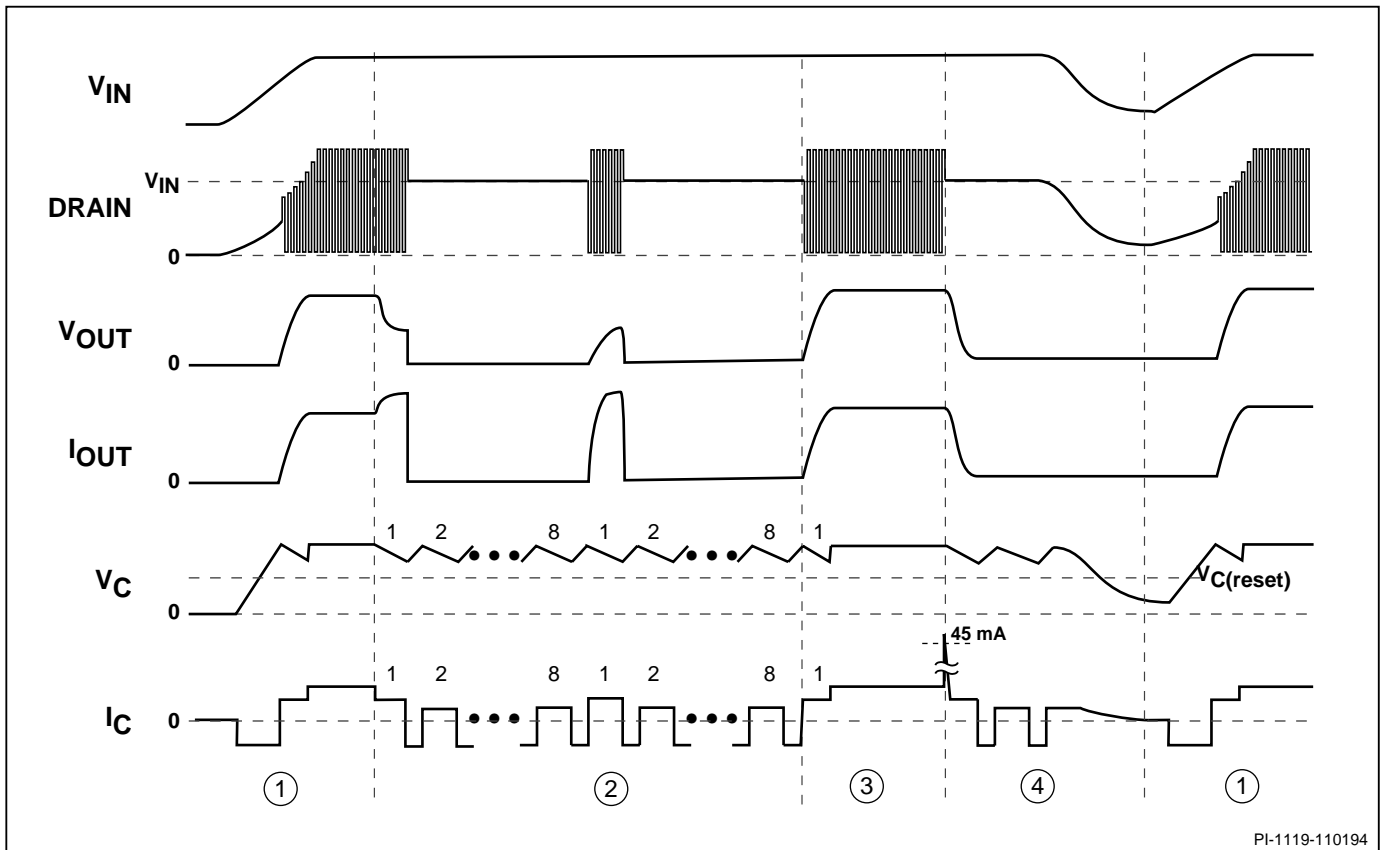 VIN
VIN
DRAIN
0
VOUT
0
IOUT
0
1 2 8 1 2 8 1
VC
VC(reset)
0
45 mA
1 2 8 1 2 8 1
IC
0
1 2 3 4 1
PI-1119-110194